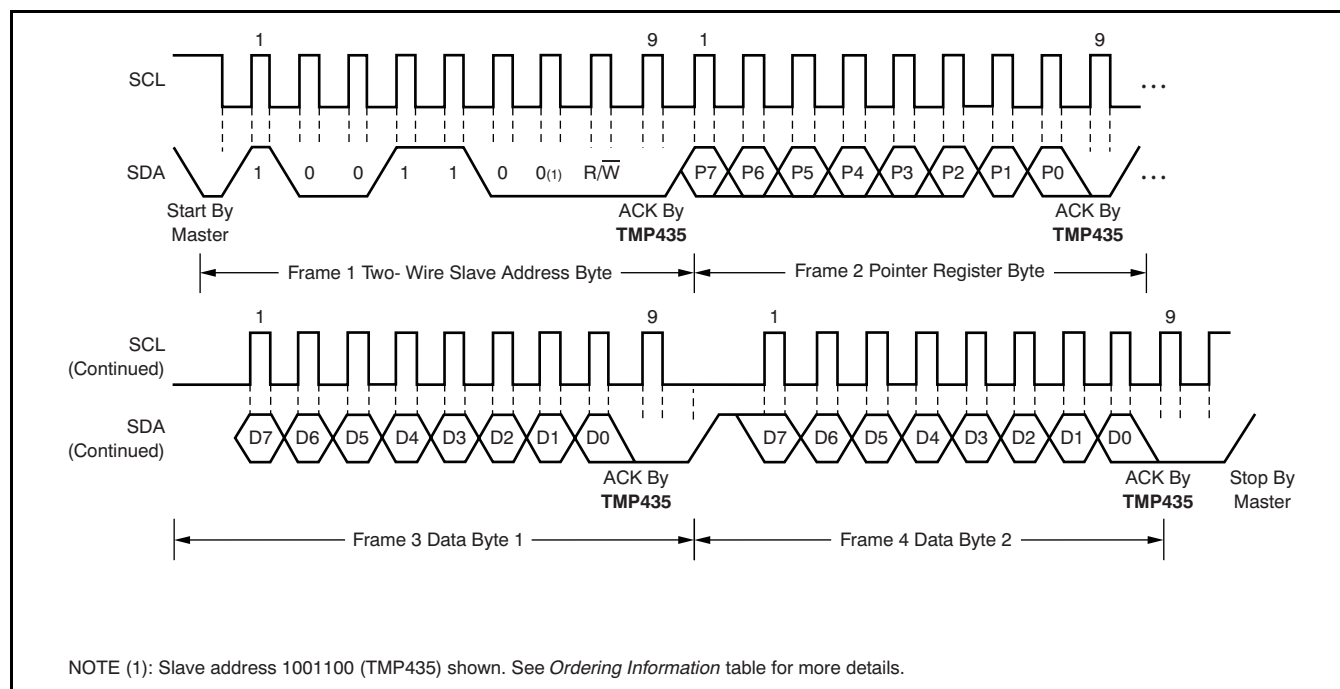 1 9 1 9
SCL ...
SDA 1 0 0 1 1 0 0(1) R/W̅ P7 P6 P5 P4 P3 P2 P1 P0 ...
Start By ACK By ACK By
Master TMP435 TMP435
Frame 1 Two- Wire Slave Address Byte Frame 2 Pointer Register Byte
1 9 1 9
SCL
(Continued)
SDA D7 D6 D5 D4 D3 D2 D1 D0 D7 D6 D5 D4 D3 D2 D1 D0
(Continued)
ACK By ACK By Stop By
TMP435 TMP435 Master
Frame 3 Data Byte 1 Frame 4 Data Byte 2
NOTE (1): Slave address 1001100 (TMP435) shown. See Ordering Information table for more details.